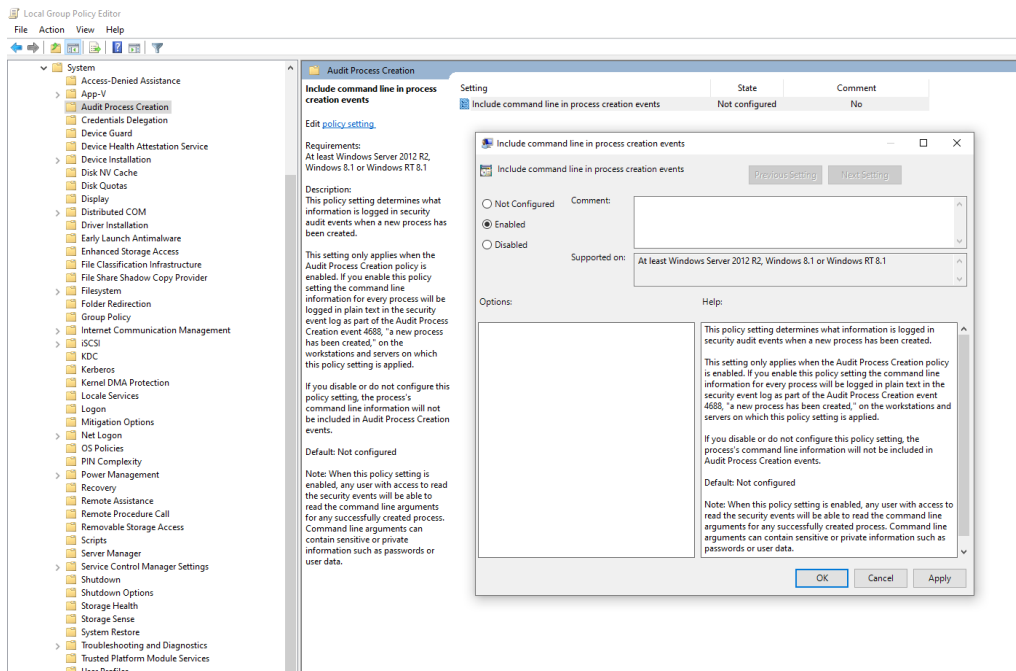 Local Group Policy Editor
File Action View Help
System
Access-Denied Assistance
App-V
Audit Process Creation
Credentials Delegation
Device Guard
Device Health Attestation Service
Device Installation
Disk NV Cache
Disk Quotas
Display
Distributed COM
Driver Installation
Early Launch Antimalware
Enhanced Storage Access
File Classification Infrastructure
File Share Shadow Copy Provider
Filesystem
Folder Redirection
Group Policy
Internet Communication Management
iSCSI
KDC
Kerberos
Kernel DMA Protection
Locale Services
Logon
Mitigation Options
Net Logon
OS Policies
PIN Complexity
Power Management
Recovery
Remote Assistance
Remote Procedure Call
Removable Storage Access
Scripts
Server Manager
Service Control Manager Settings
Shutdown
Shutdown Options
Storage Health
Storage Sense
System Restore
Troubleshooting and Diagnostics
Trusted Platform Module Services
User Profiles
Audit Process Creation
Include command line in process
creation events
Edit policy setting
Requirements:
At least Windows Server 2012 R2,
Windows 8.1 or Windows RT 8.1
Description:
This policy setting determines what
information is logged in security
audit events when a new process has
been created.
This setting only applies when the
Audit Process Creation policy is
enabled. If you enable this policy
setting the command line
information for every process will be
logged in plain text in the security
event log as part of the Audit Process
Creation event 4688, "a new process
has been created," on the
workstations and servers on which
this policy setting is applied.
If you disable or do not configure this
policy setting, the process's
command line information will not
be included in Audit Process Creation
events.
Default: Not configured
Note: When this policy setting is
enabled, any user with access to read
the security events will be able to
read the command line arguments
for any successfully created process.
Command line arguments can
contain sensitive or private
information such as passwords or
user data.
Setting State Comment
Include command line in process creation events Not configured No
Include command line in process creation events
Include command line in process creation events
Previous Setting Next Setting
Not Configured Comment:
Enabled
Disabled
Supported on: At least Windows Server 2012 R2, Windows 8.1 or Windows RT 8.1
Options: Help:
This policy setting determines what information is logged in
security audit events when a new process has been created.
This setting only applies when the Audit Process Creation policy
is enabled. If you enable this policy setting the command line
information for every process will be logged in plain text in the
security event log as part of the Audit Process Creation event
4688, "a new process has been created," on the workstations and
servers on which this policy setting is applied.
If you disable or do not configure this policy setting, the
process's command line information will not be included in
Audit Process Creation events.
Default: Not configured
Note: When this policy setting is enabled, any user with access to
read the security events will be able to read the command line
arguments for any successfully created process. Command line
arguments can contain sensitive or private information such as
passwords or user data.
OK Cancel Apply